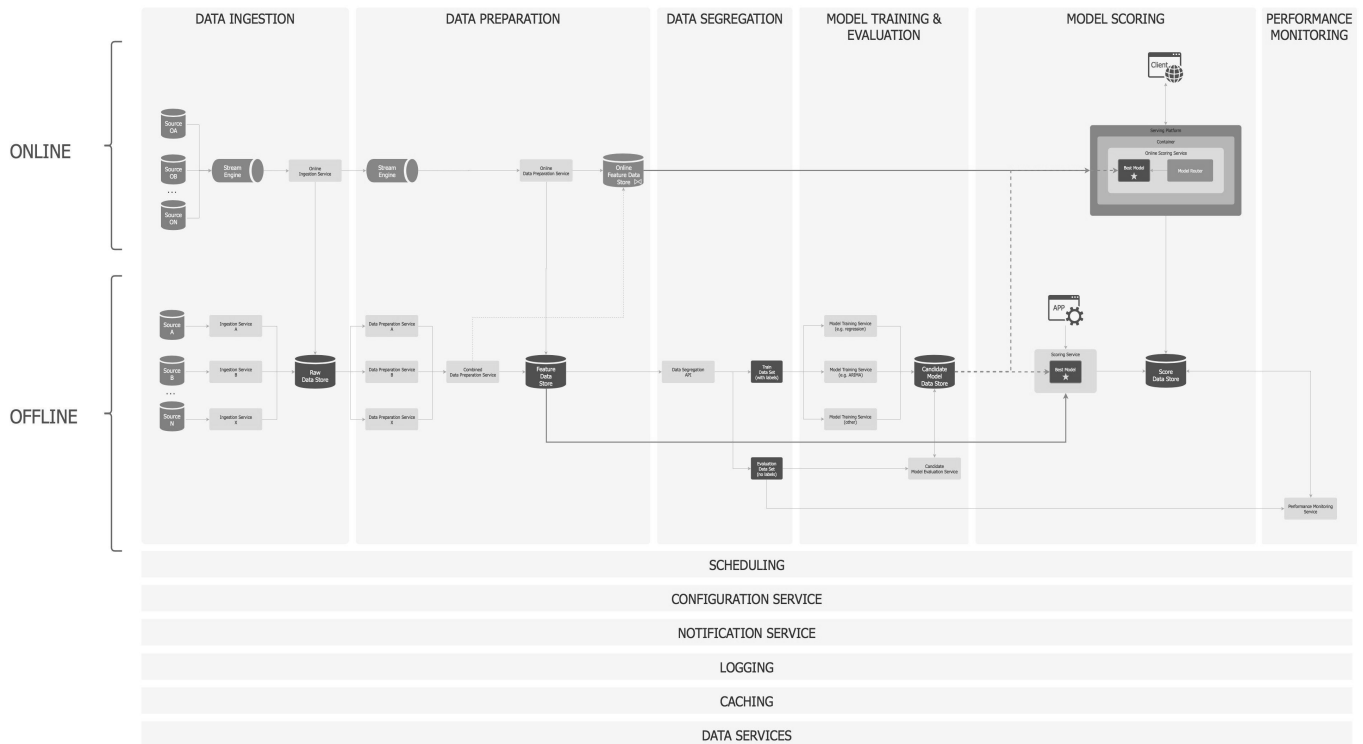 DATA INGESTION
DATA PREPARATION
DATA SEGREGATION
MODEL TRAINING &
EVALUATION
MODEL SCORING
PERFORMANCE
MONITORING
ONLINE
Source
OA
Source
OB
...
Source
ON
Stream
Engine
Online
Ingestion Service
Stream
Engine
Online
Data Preparation Service
Online
Feature Data
Store
Client
Serving Platform
Container
Online Scoring Service
Best Model
Model Router
OFFLINE
Source
A
Source
B
...
Source
N
Ingestion Service
A
Ingestion Service
B
Ingestion Service
X
Raw
Data Store
Data Preparation Service
A
Data Preparation Service
B
Data Preparation Service
X
Combined
Data Preparation Service
Feature
Data
Store
Data Segregation
API
Train
Data Set
(with labels)
Evaluation
Data Set
(no labels)
Model Training Service
(e.g. regression)
Model Training Service
(e.g. ARIMA)
Model Training Service
(other)
Candidate
Model
Data Store
Candidate
Model Evaluation Service
APP
Scoring Service
Best Model
Score
Data Store
Performance Monitoring
Service
SCHEDULING
CONFIGURATION SERVICE
NOTIFICATION SERVICE
LOGGING
CACHING
DATA SERVICES